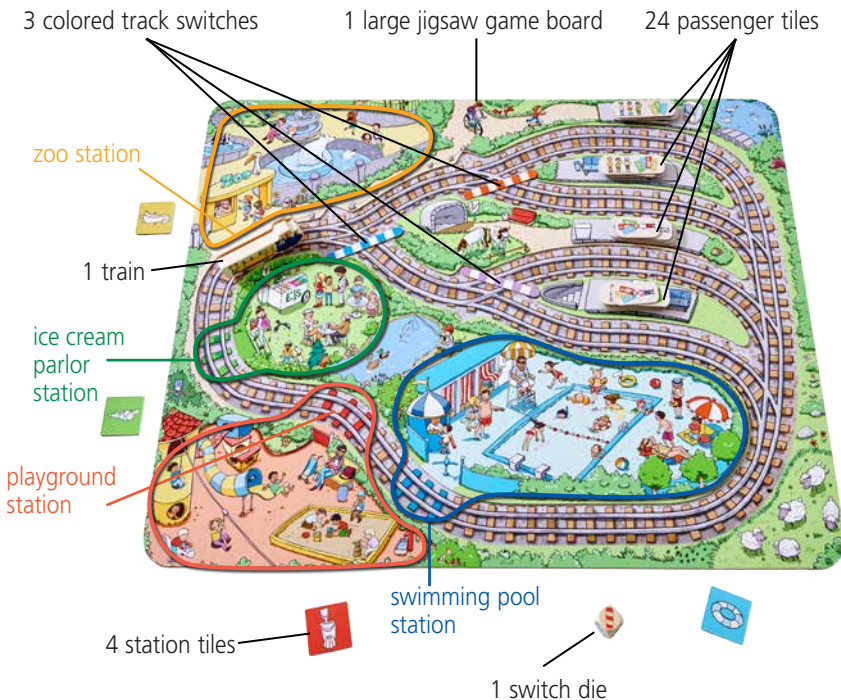 3 colored track switches
1 large jigsaw game board
24 passenger tiles
zoo station
1 train
ice cream
parlor
station
playground
station
swimming pool
station
4 station tiles
1 switch die